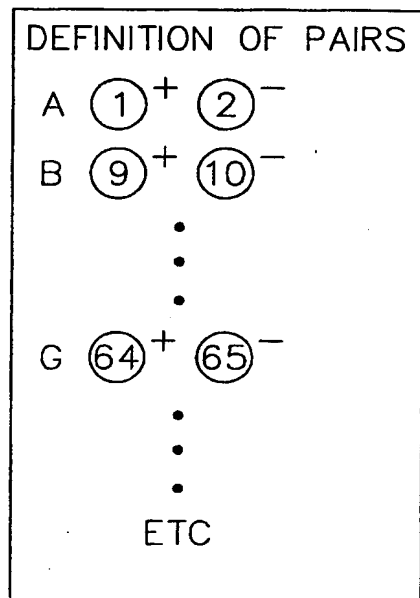 DEFINITION OF PAIRS
A 1 + 2 −
B 9 + 10 −
G 64 + 65 −
ETC